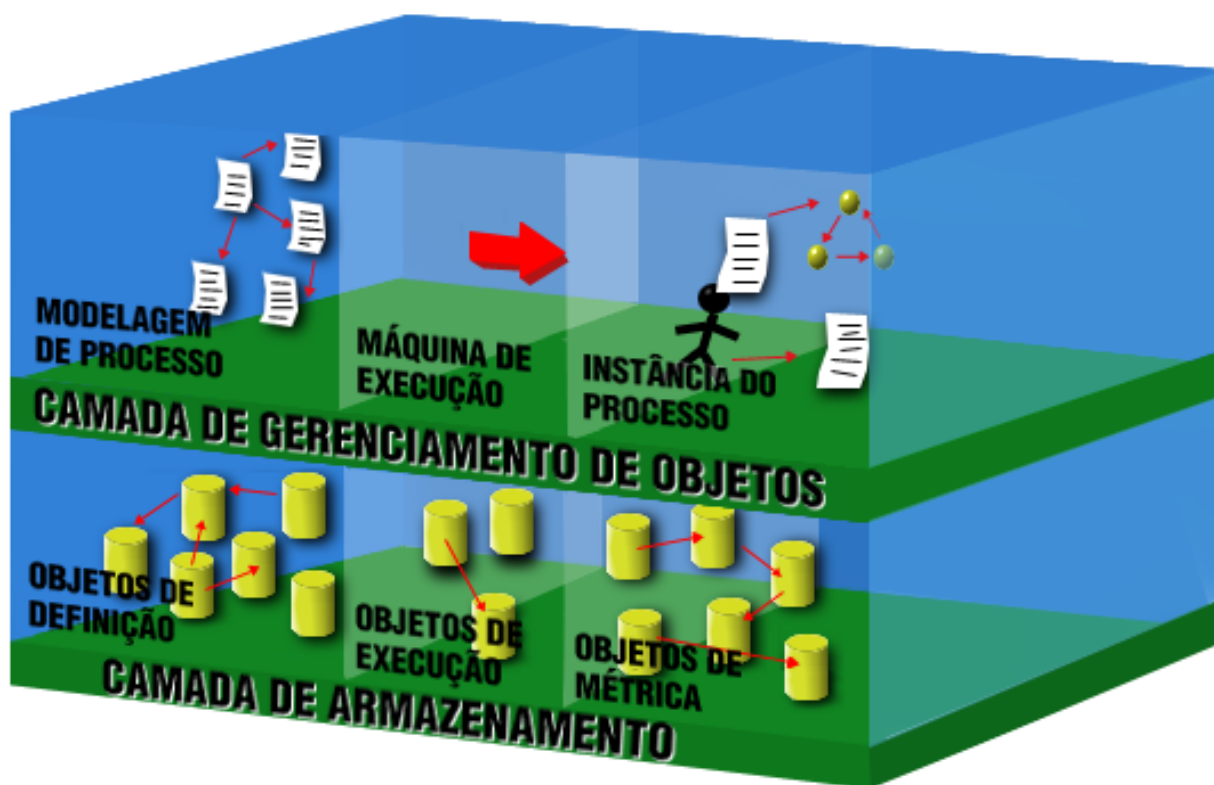 MODELAGEM
DE PROCESSO
MÁQUINA DE
EXECUÇÃO
INSTÂNCIA DO
PROCESSO
CAMADA DE GERENCIAMENTO DE OBJETOS
OBJETOS DE
DEFINIÇÃO
OBJETOS DE
EXECUÇÃO
OBJETOS DE
MÉTRICA
CAMADA DE ARMAZENAMENTO